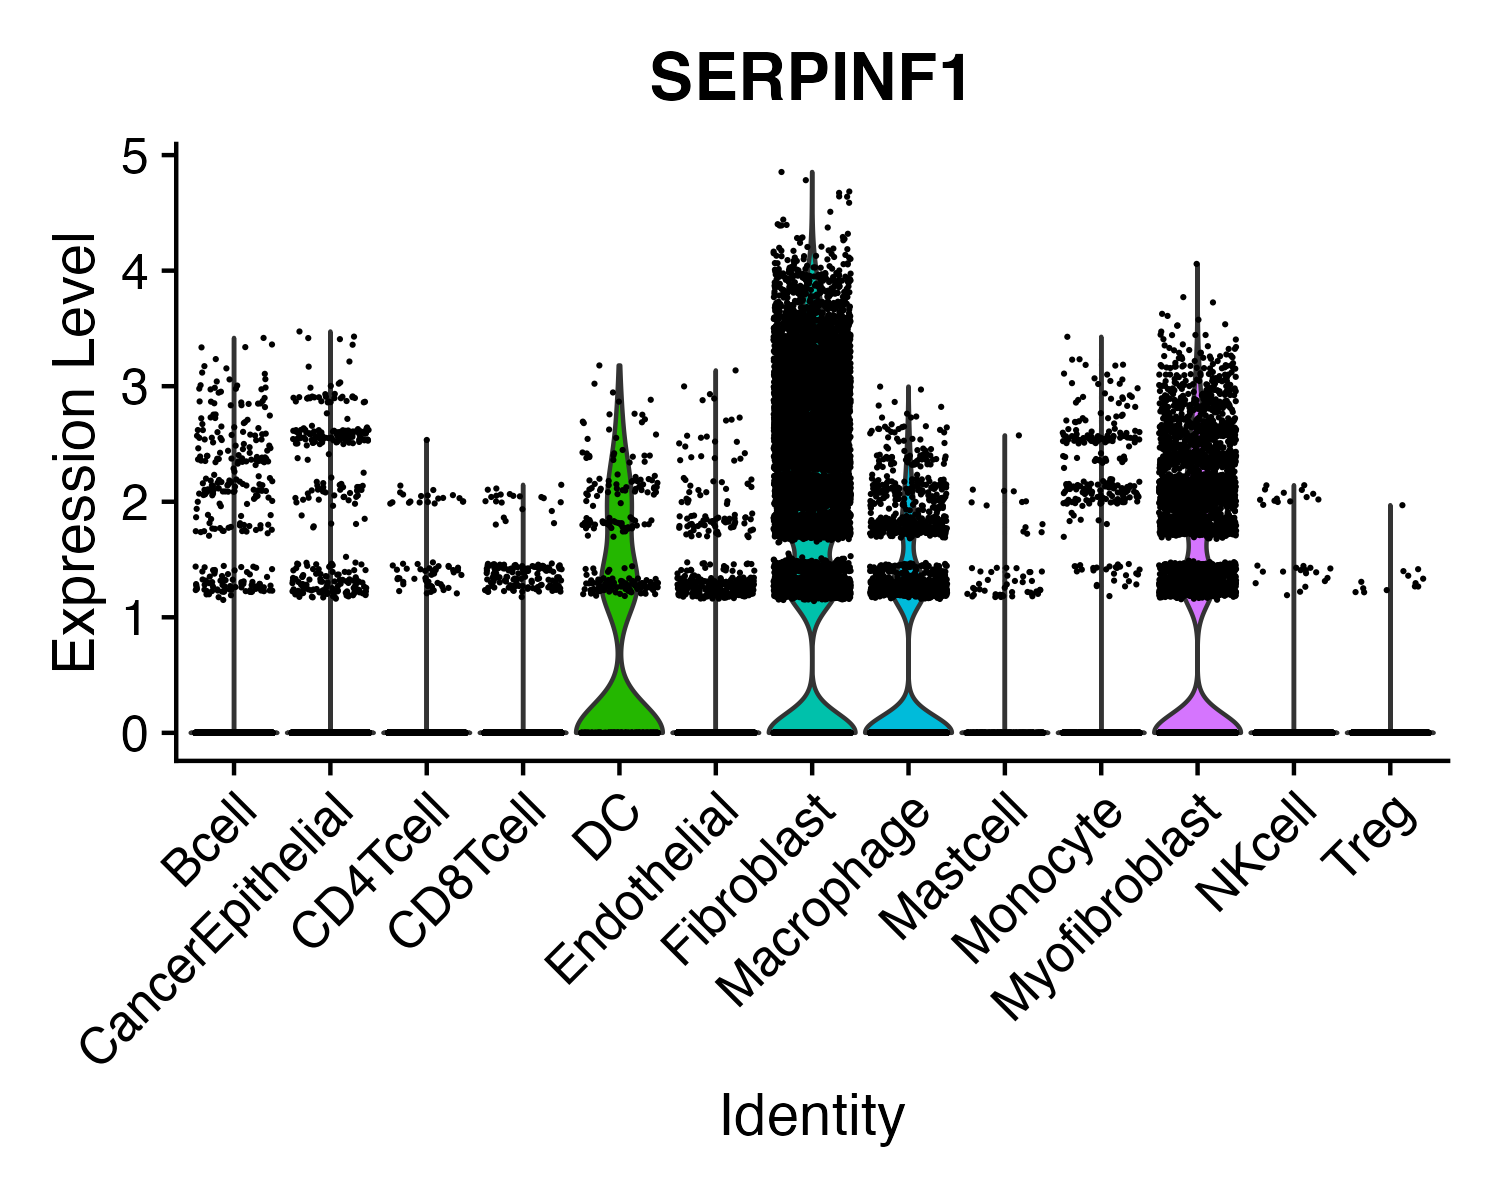 SERPINF1
Expression Level
5
4
3
2
1
0
Bcell
CancerEpithelial
CD4Tcell
CD8Tcell
DC
Endothelial
Fibroblast
Macrophage
Mastcell
Monocyte
Myofibroblast
NKcell
Treg
Identity